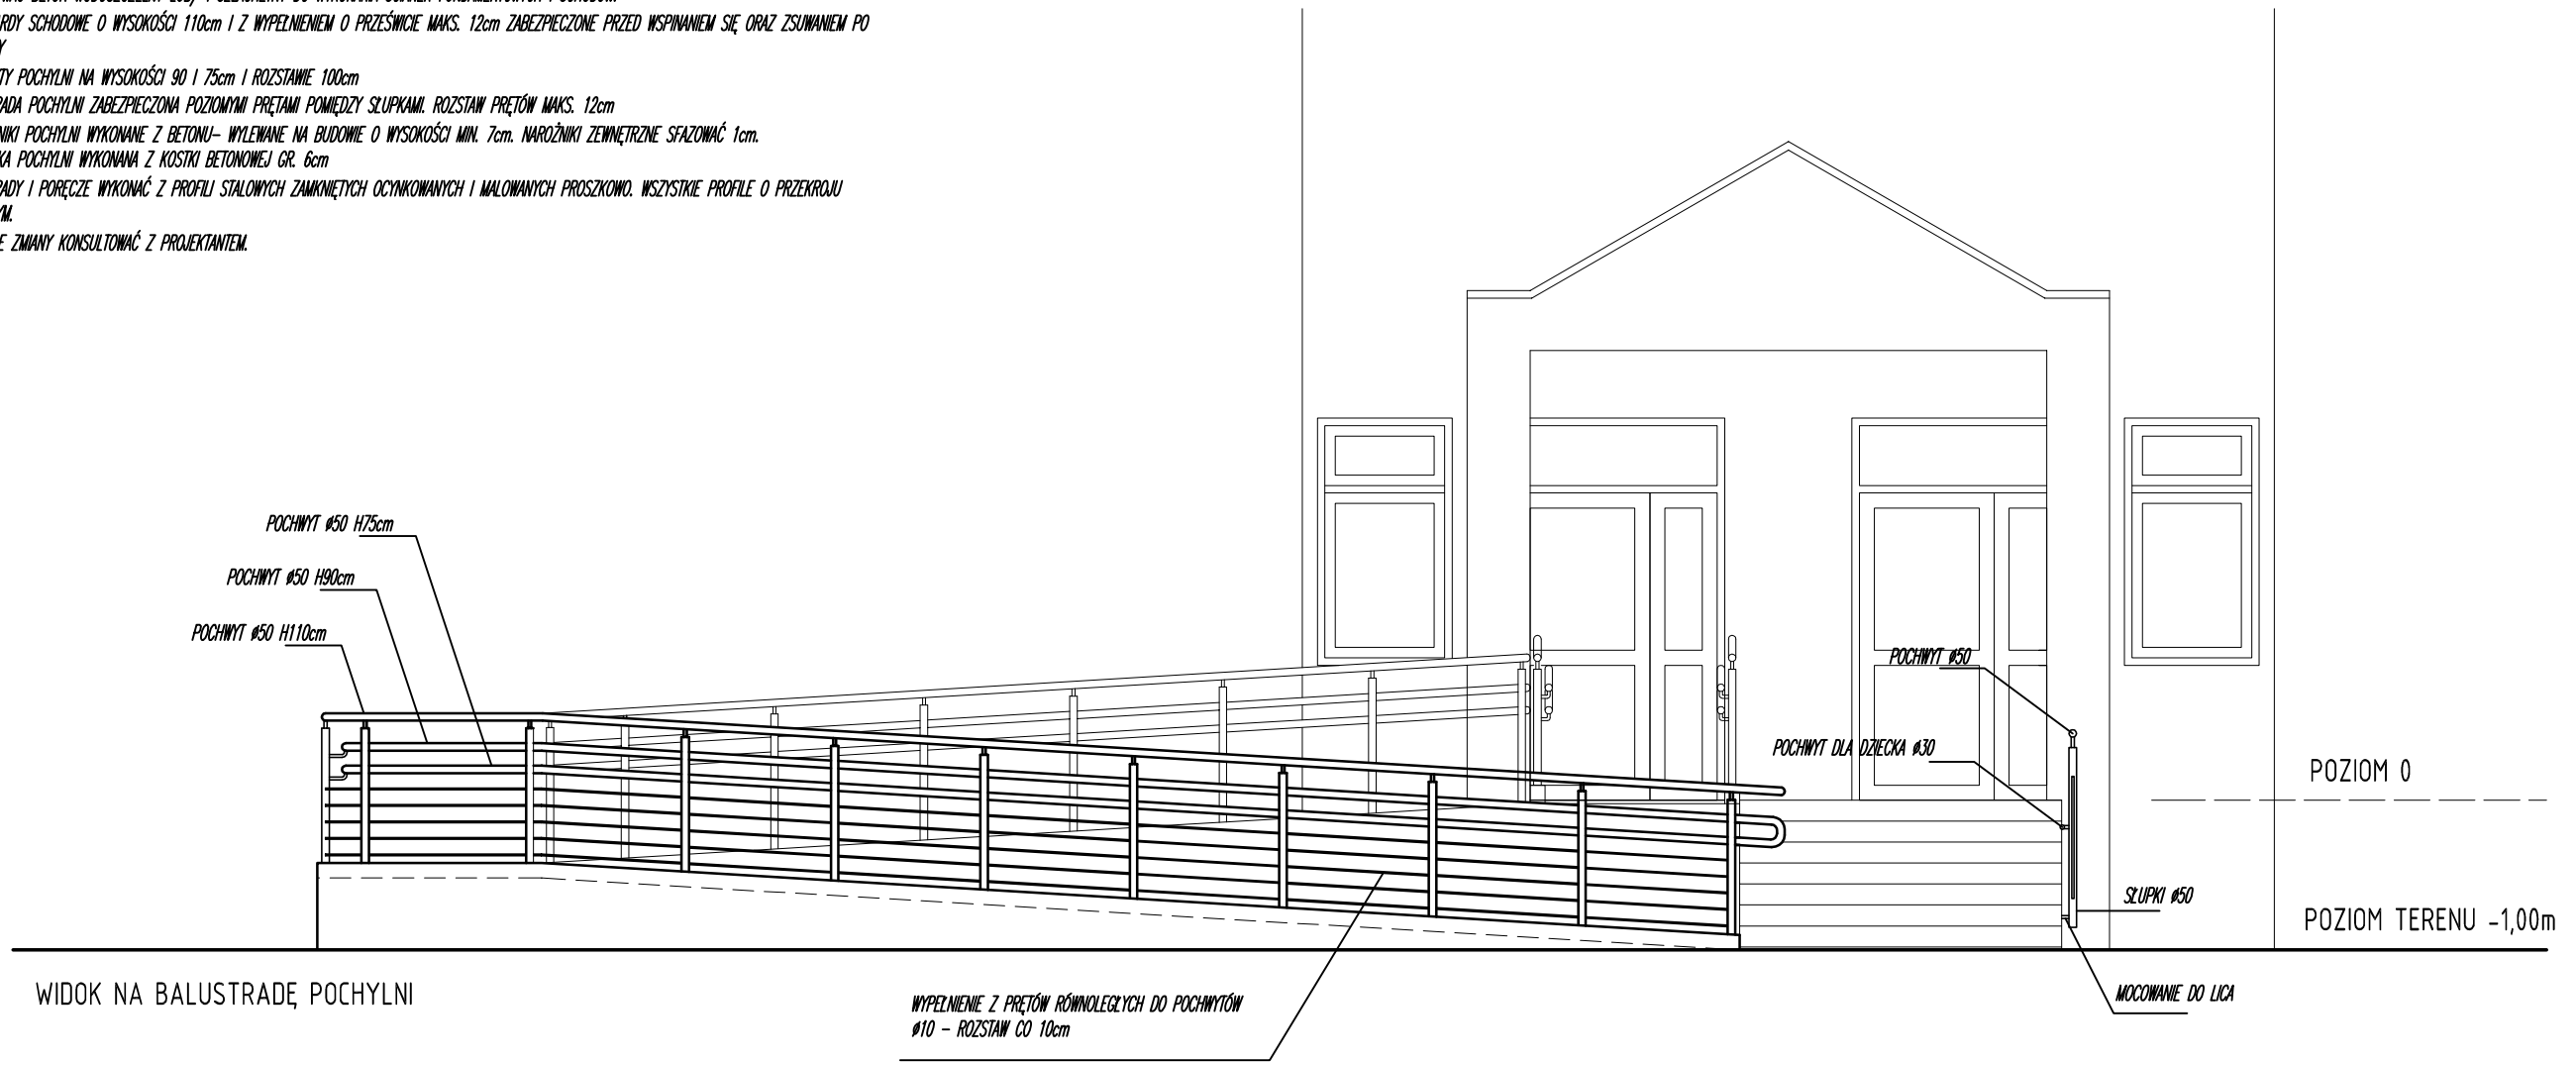 RDY SCHODOWE O WYSOKOŚCI 110cm I Z WYPEŁNIENIEM O PRZEŚWICIE MAKS. 12cm ZABEZPIECZONE PRZED WSPINANIEM SIĘ ORAZ ZSUWANIEM PO
Y
TY POCHYLNI NA WYSOKOŚCI 90 I 75cm I ROZSTAWIE 100cm
RADA POCHYLNI ZABEZPIECZONA POZIOMYMI PRĘTAMI POMIĘDZY SŁUPKAMI. ROZSTAW PRĘTÓW MAKS. 12cm
NIKI POCHYLNI WYKONANE Z BETONU- WYLEWANE NA BUDOWIE O WYSOKOŚCI MIN. 7cm. NAROŻNIKI ZEWNĘTRZNE SFAZOWAĆ 1cm.
KA POCHYLNI WYKONANA Z KOSTKI BETONOWEJ GR. 6cm
RADY I PORĘCZE WYKONAĆ Z PROFILI STALOWYCH ZAMKNIĘTYCH OCYNKOWANYCH I MALOWANYCH PROSZKOWO. WSZYSTKIE PROFILE O PRZEKROJU
YM.
E ZMIANY KONSULTOWAĆ Z PROJEKTANTEM.
POCHWYT ø50 H75cm
POCHWYT ø50 H90cm
POCHWYT ø50 H110cm
POCHWYT ø50
POCHWYT DLA DZIECKA ø30
POZIOM 0
SŁUPKI ø50
POZIOM TERENU -1,00m
MOCOWANIE DO LICA
WIDOK NA BALUSTRADĘ POCHYLNI
WYPEŁNIENIE Z PRĘTÓW RÓWNOLEGŁYCH DO POCHWYTÓW
ø10 - ROZSTAW CO 10cm